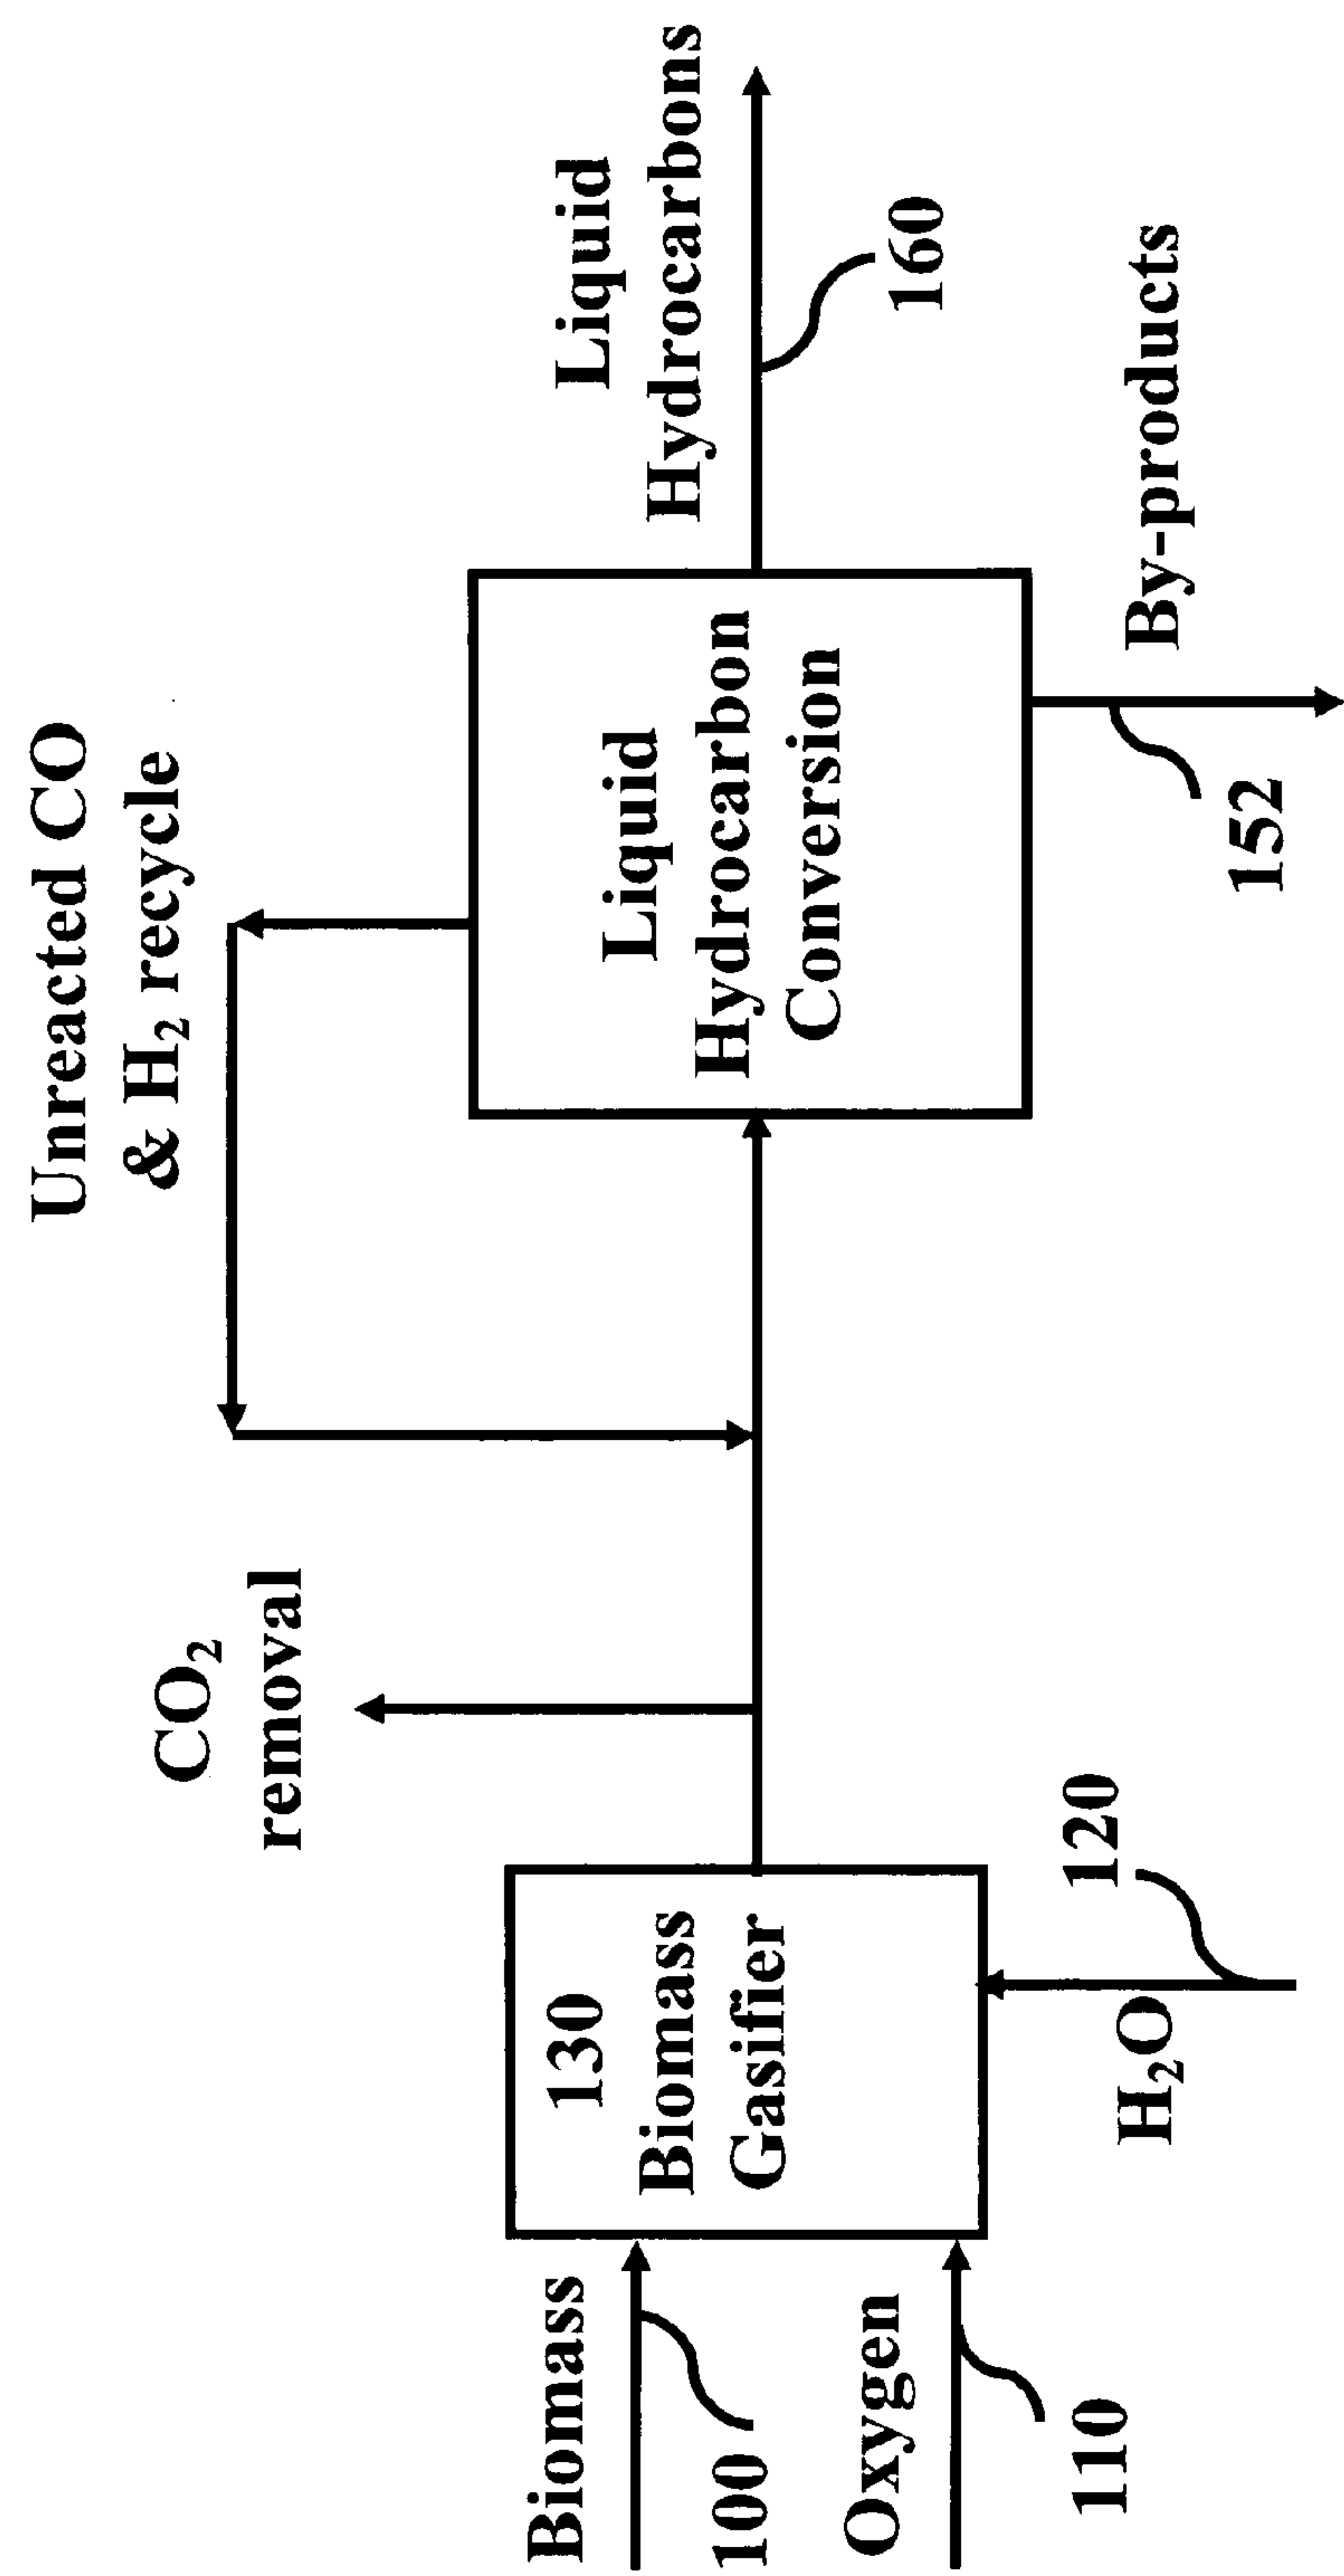 Biomass
100
Oxygen
110
130
Biomass
Gasifier
H₂O
120
CO₂
removal
Unreacted CO
& H₂ recycle
Liquid
Hydrocarbon
Conversion
Liquid
Hydrocarbons
160
By-products
152